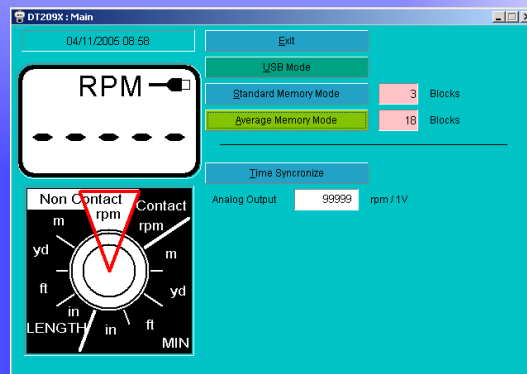 DT209X : Main
04/11/2005 08:58
Exit
USB Mode
Standard Memory Mode 3 Blocks
Average Memory Mode 18 Blocks
Time Syncronize
Analog Output 99999 rpm / 1V
RPM
- - - - -
Non Contact Contact
rpm rpm
m m
yd yd
ft ft
in in
LENGTH
MIN